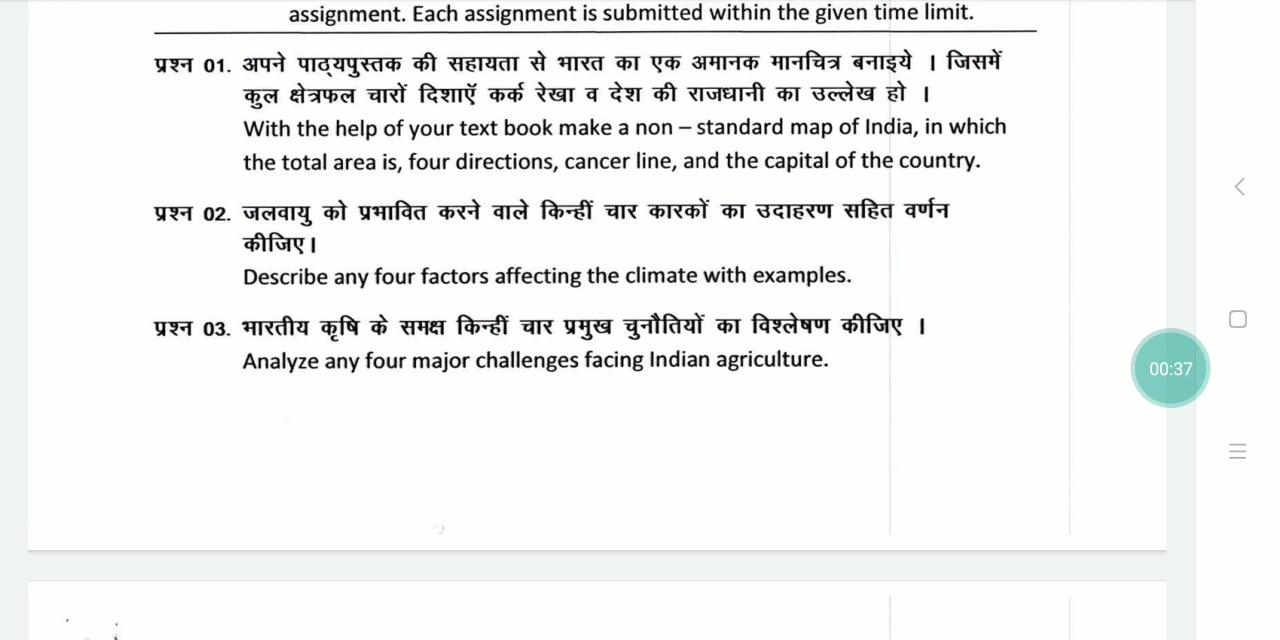 assignment. Each assignment is submitted within the given time limit.
प्रश्न 01. अपने पाठ्यपुस्तक की सहायता से भारत का एक अमानक मानचित्र बनाइये । जिसमें
कुल क्षेत्रफल चारों दिशाएँ कर्क रेखा व देश की राजधानी का उल्लेख हो ।
With the help of your text book make a non – standard map of India, in which
the total area is, four directions, cancer line, and the capital of the country.
प्रश्न 02. जलवायु को प्रभावित करने वाले किन्हीं चार कारकों का उदाहरण सहित वर्णन
कीजिए।
Describe any four factors affecting the climate with examples.
प्रश्न 03. भारतीय कृषि के समक्ष किन्हीं चार प्रमुख चुनौतियों का विश्लेषण कीजिए ।
Analyze any four major challenges facing Indian agriculture.
00:37